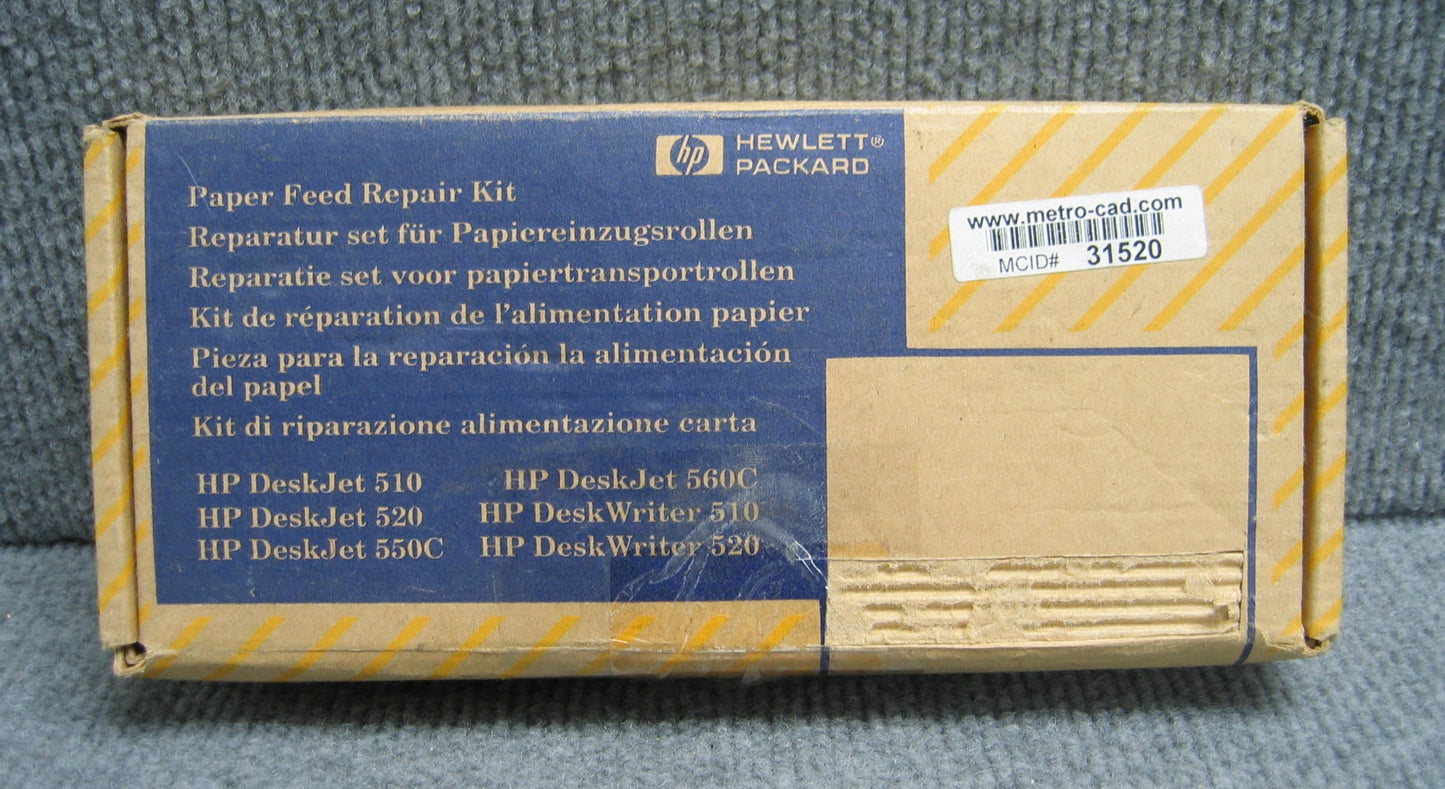 hp HEWLETT®
PACKARD
Paper Feed Repair Kit
Reparatur set für Papiereinzugsrollen
Reparatie set voor papiertransportrollen
Kit de réparation de l'alimentation papier
Pieza para la reparación la alimentación
del papel
Kit di riparazione alimentazione carta
HP DeskJet 510 HP DeskJet 560C
HP DeskJet 520 HP DeskWriter 510
HP DeskJet 550C HP DeskWriter 520
www.metro-cad.com
MCID# 31520